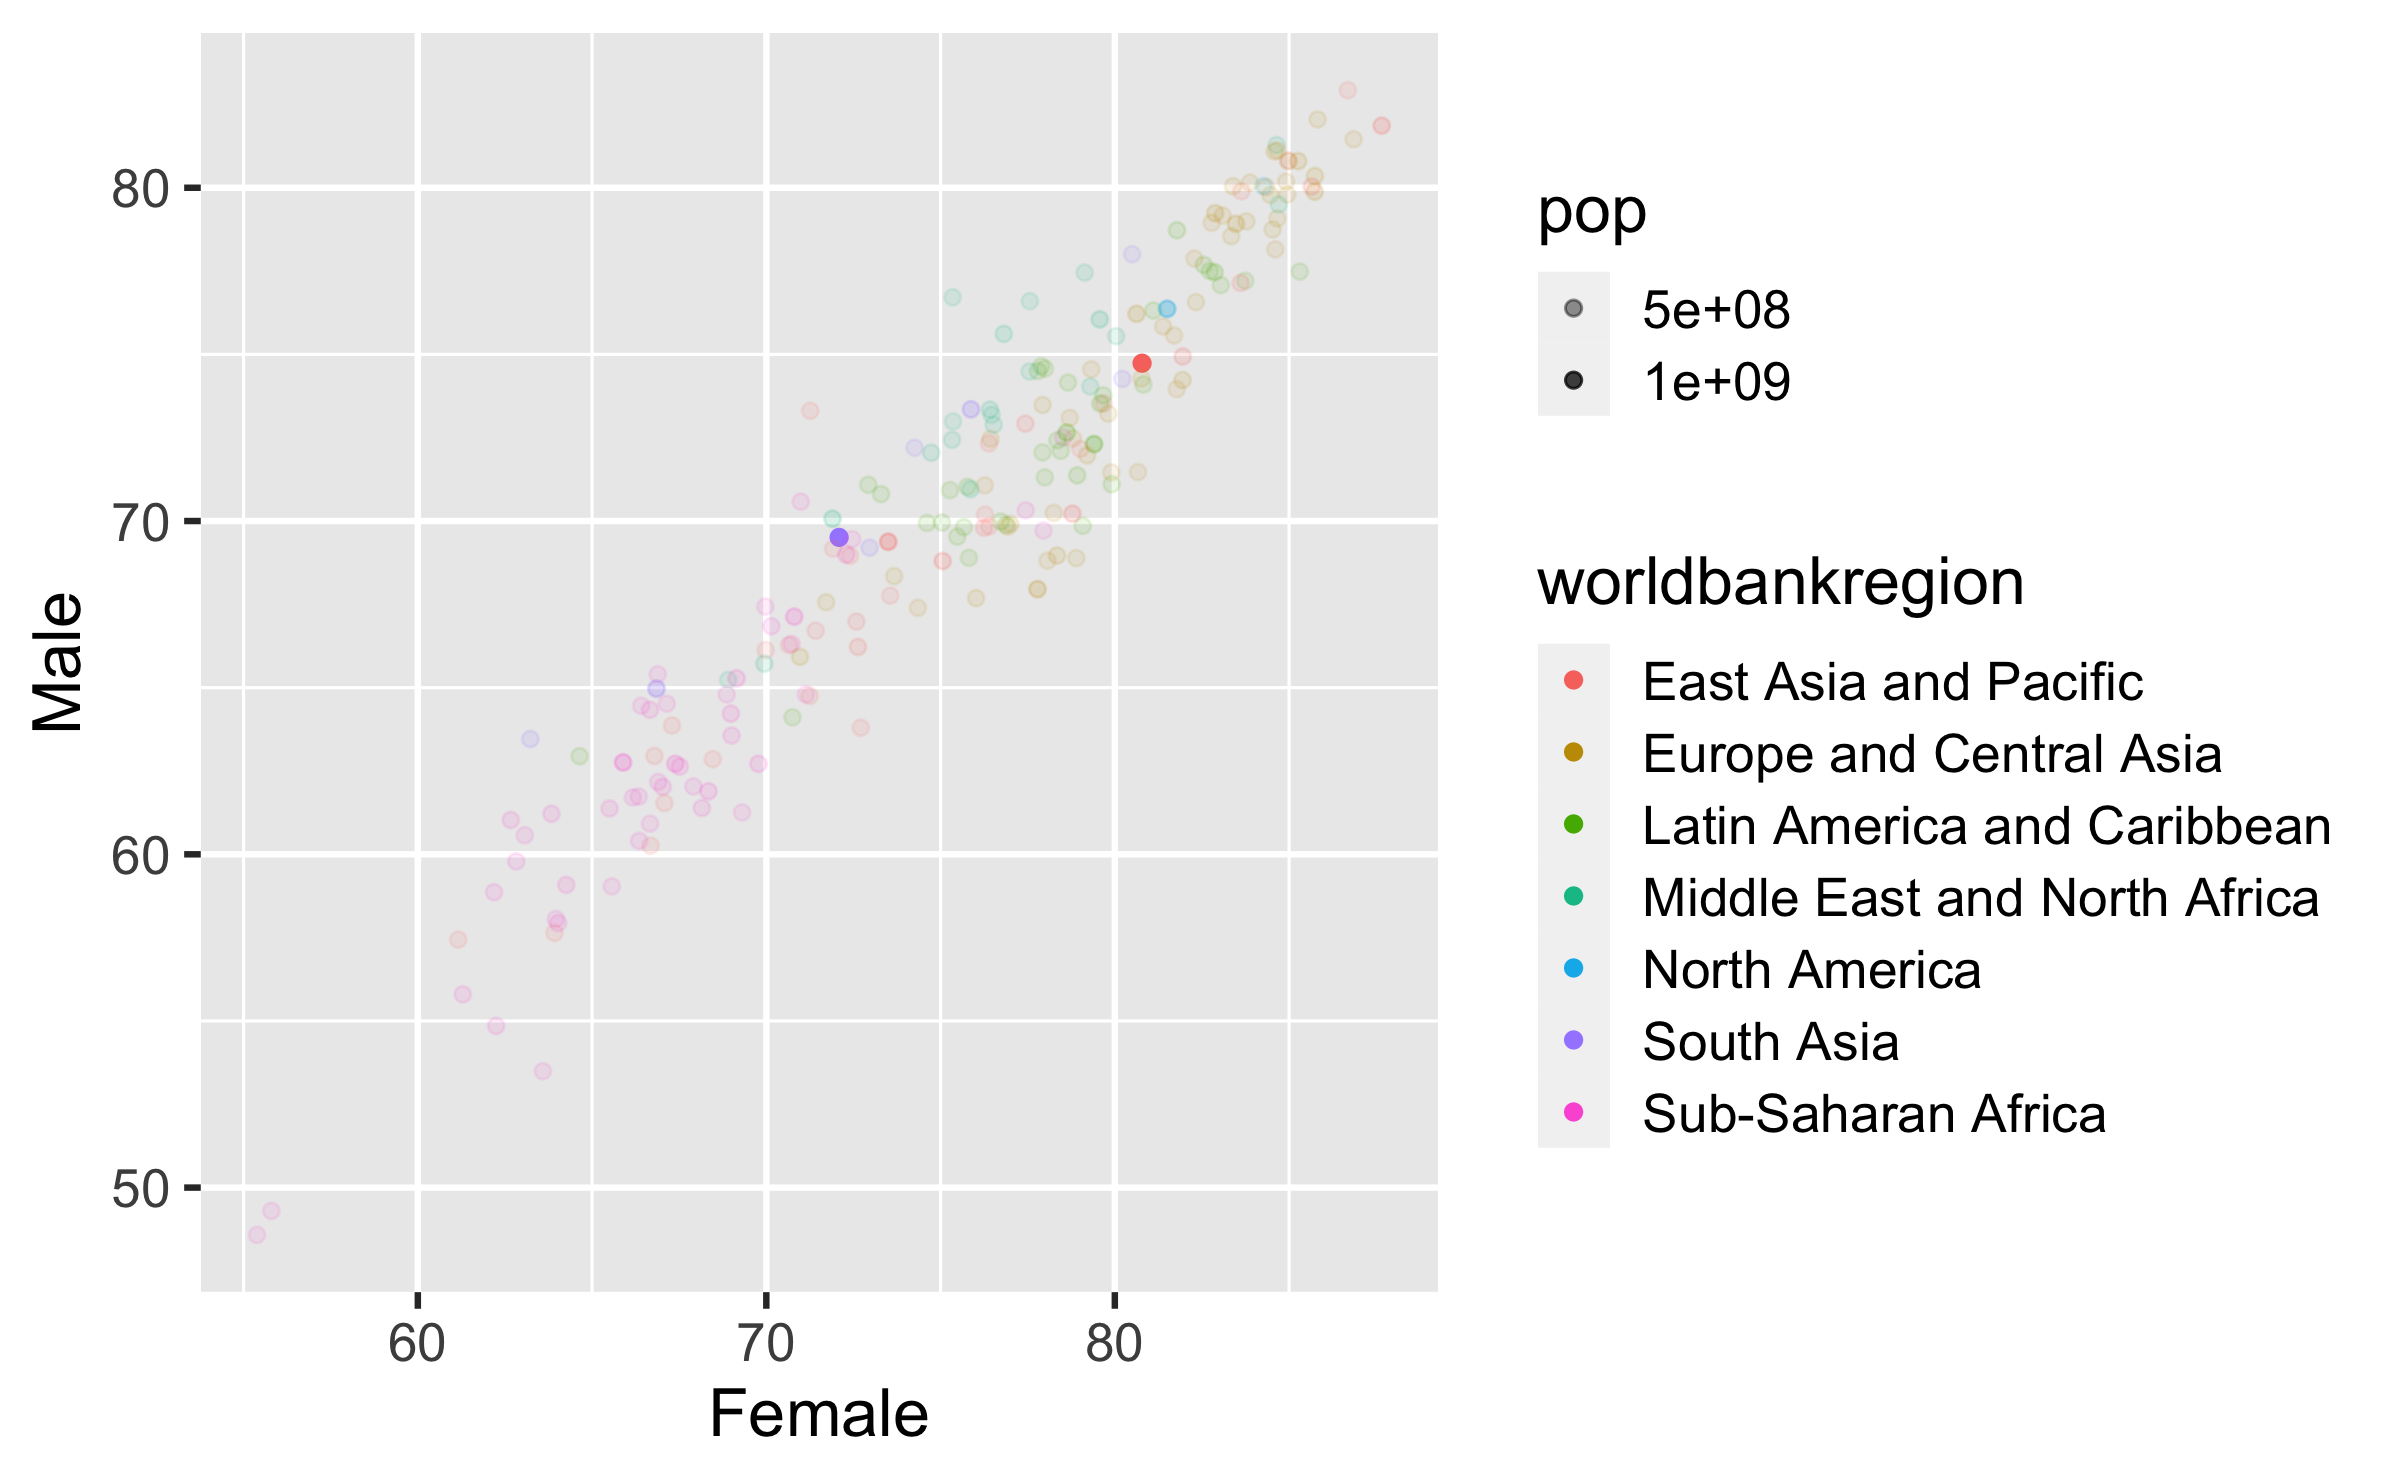 Male
80
70
60
50
60
70
80
Female
pop
5e+08
1e+09
worldbankregion
East Asia and Pacific
Europe and Central Asia
Latin America and Caribbean
Middle East and North Africa
North America
South Asia
Sub-Saharan Africa